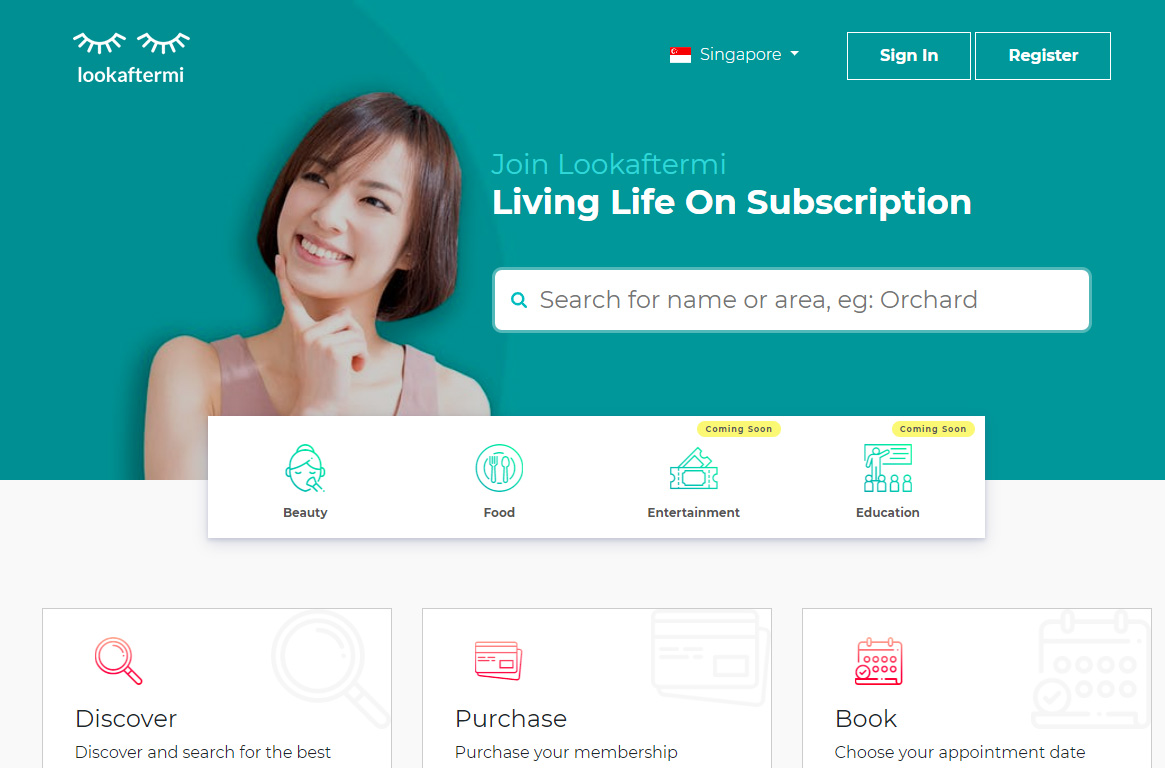 lookaftermi
Singapore
Sign In
Register
Join Lookaftermi
Living Life On Subscription
Search for name or area, eg: Orchard
Coming Soon
Coming Soon
Beauty
Food
Entertainment
Education
Discover
Discover and search for the best
Purchase
Purchase your membership
Book
Choose your appointment date